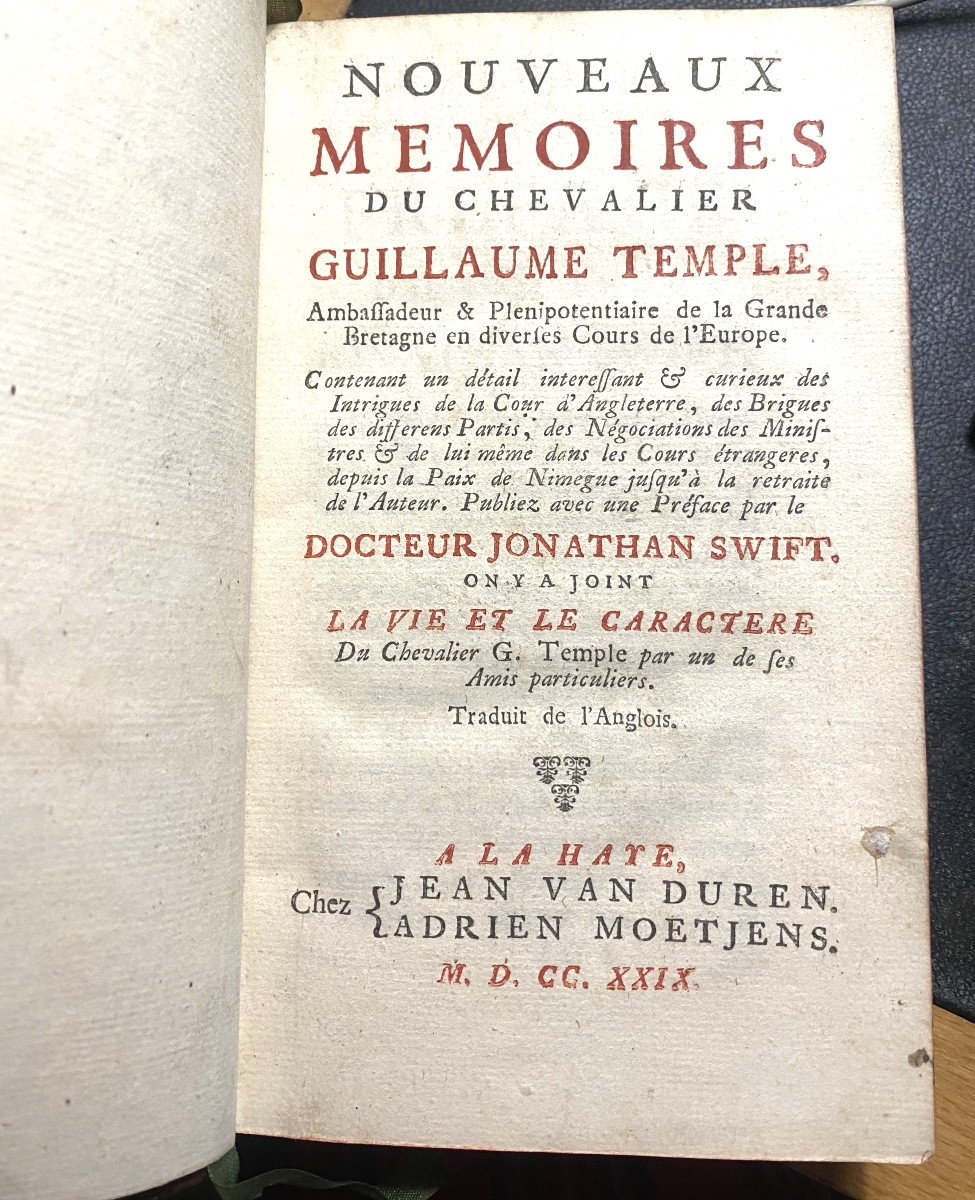 NOUVEAUX
MEMOIRES
DU CHEVALIER
GUILLAUME TEMPLE,
Ambaſſadeur & Plenipotentiaire de la Grande
Bretagne en diverſes Cours de l'Europe.
Contenant un détail intereſſant & curieux des
Intrigues de la Cour d'Angleterre, des Brigues
des differens Partis, des Négociations des Miniſ-
tres & de lui même dans les Cours étrangeres,
depuis la Paix de Nimegue juſqu'à la retraite
de l'Auteur. Publiez avec une Préface par le
DOCTEUR JONATHAN SWIFT.
ON Y A JOINT
LA VIE ET LE CARACTERE
Du Chevalier G. Temple par un de ſes
Amis particuliers.
Traduit de l'Anglois.
A LA HAYE,
Chez { JEAN VAN DUREN.
ADRIEN MOETJENS.
M. D. CC. XXIX.